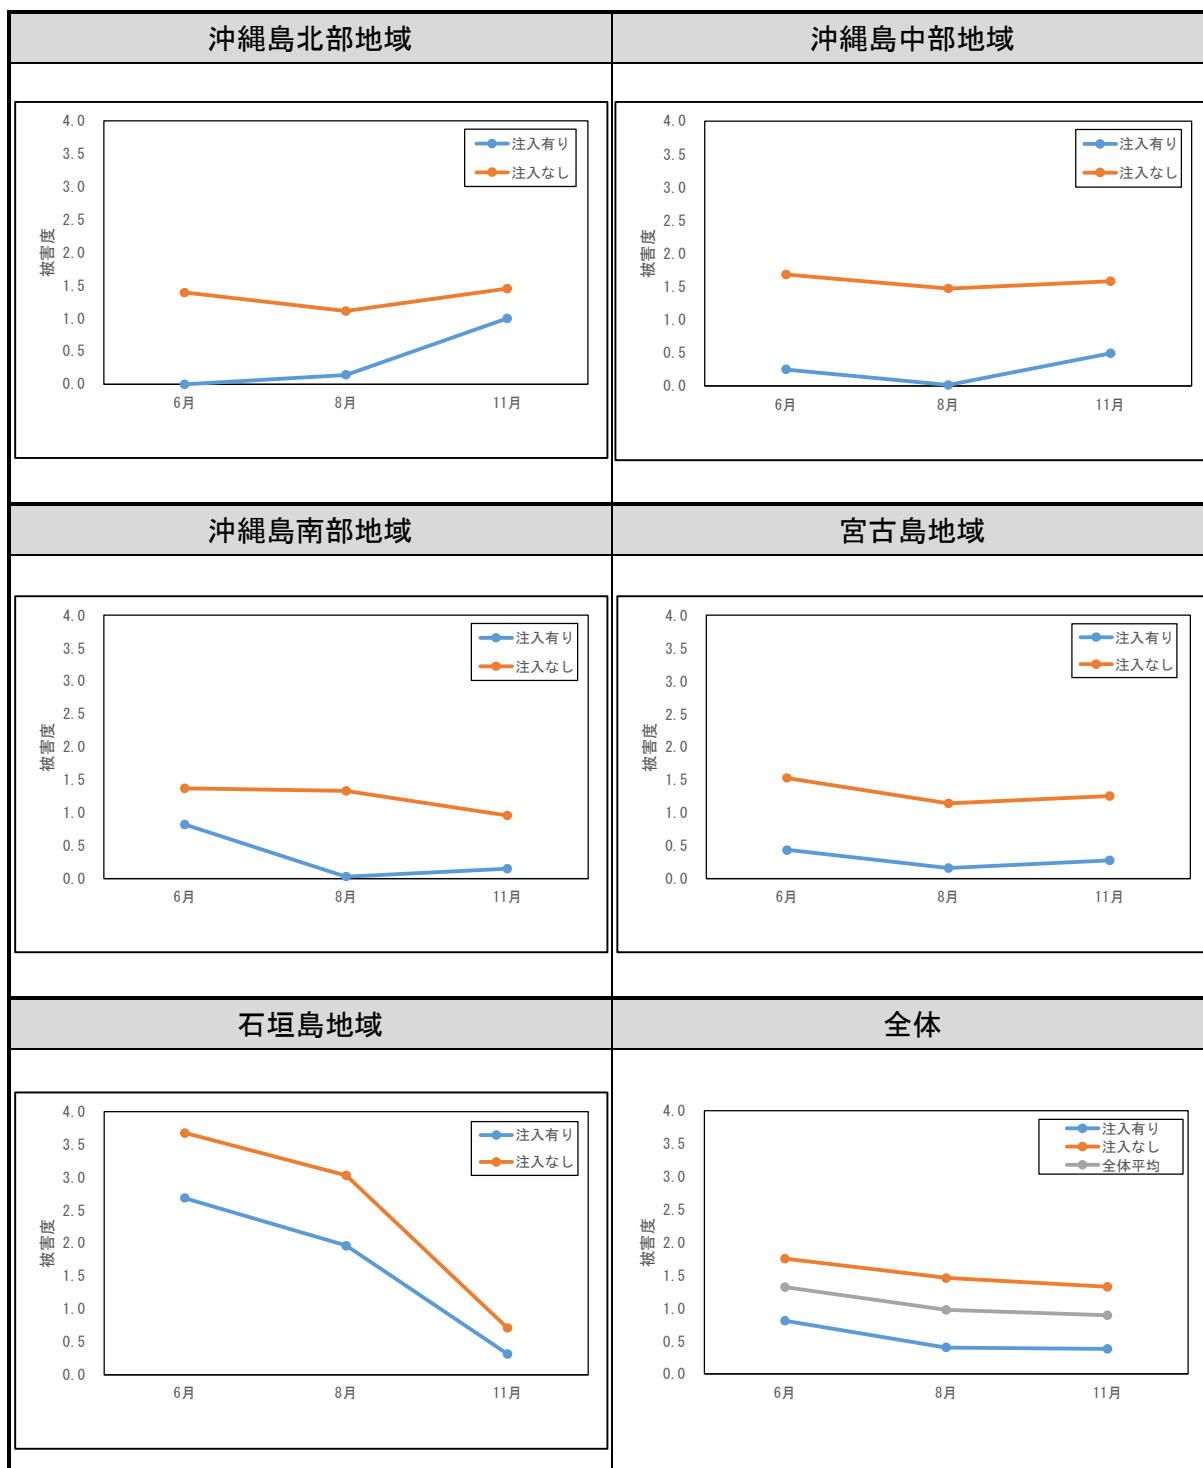 沖縄島北部地域
沖縄島中部地域
4.0
3.5
3.0
2.5
2.0
1.5
1.0
0.5
0.0
被害度
6月
8月
11月
注入有り
注入なし
4.0
3.5
3.0
2.5
2.0
1.5
1.0
0.5
0.0
被害度
6月
8月
11月
注入有り
注入なし
沖縄島南部地域
宮古島地域
4.0
3.5
3.0
2.5
2.0
1.5
1.0
0.5
0.0
被害度
6月
8月
11月
注入有り
注入なし
4.0
3.5
3.0
2.5
2.0
1.5
1.0
0.5
0.0
被害度
6月
8月
11月
注入有り
注入なし
石垣島地域
全体
4.0
3.5
3.0
2.5
2.0
1.5
1.0
0.5
0.0
被害度
6月
8月
11月
注入有り
注入なし
4.0
3.5
3.0
2.5
2.0
1.5
1.0
0.5
0.0
被害度
6月
8月
11月
注入有り
注入なし
全体平均